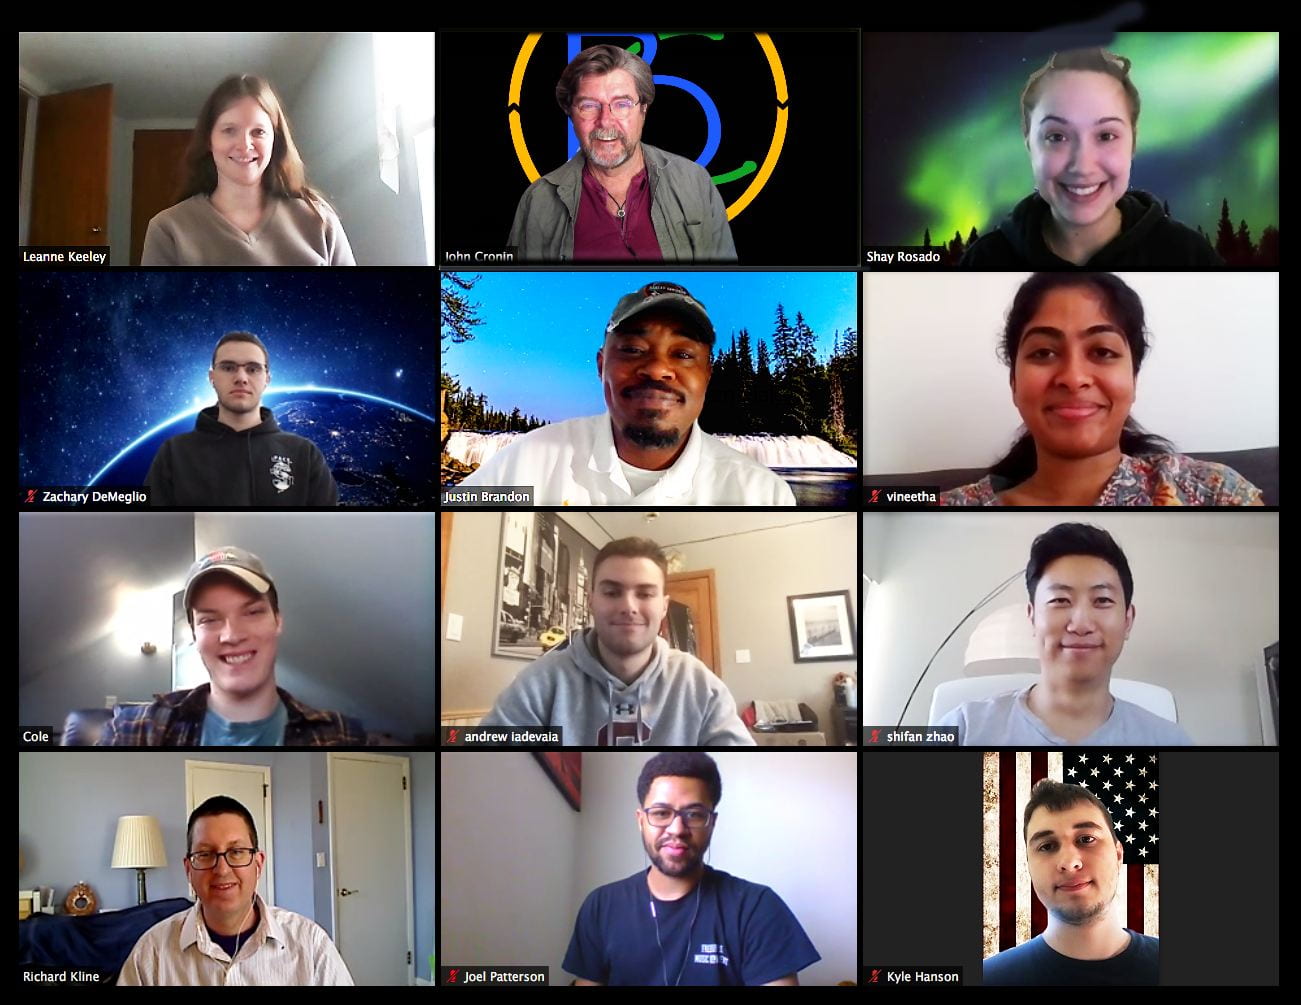 Leanne Keeley
John Cronin
Shay Rosado
Zachary DeMeglio
Justin Brandon
vineetha
Cole
andrew iadevaia
shifan zhao
Richard Kline
Joel Patterson
Kyle Hanson